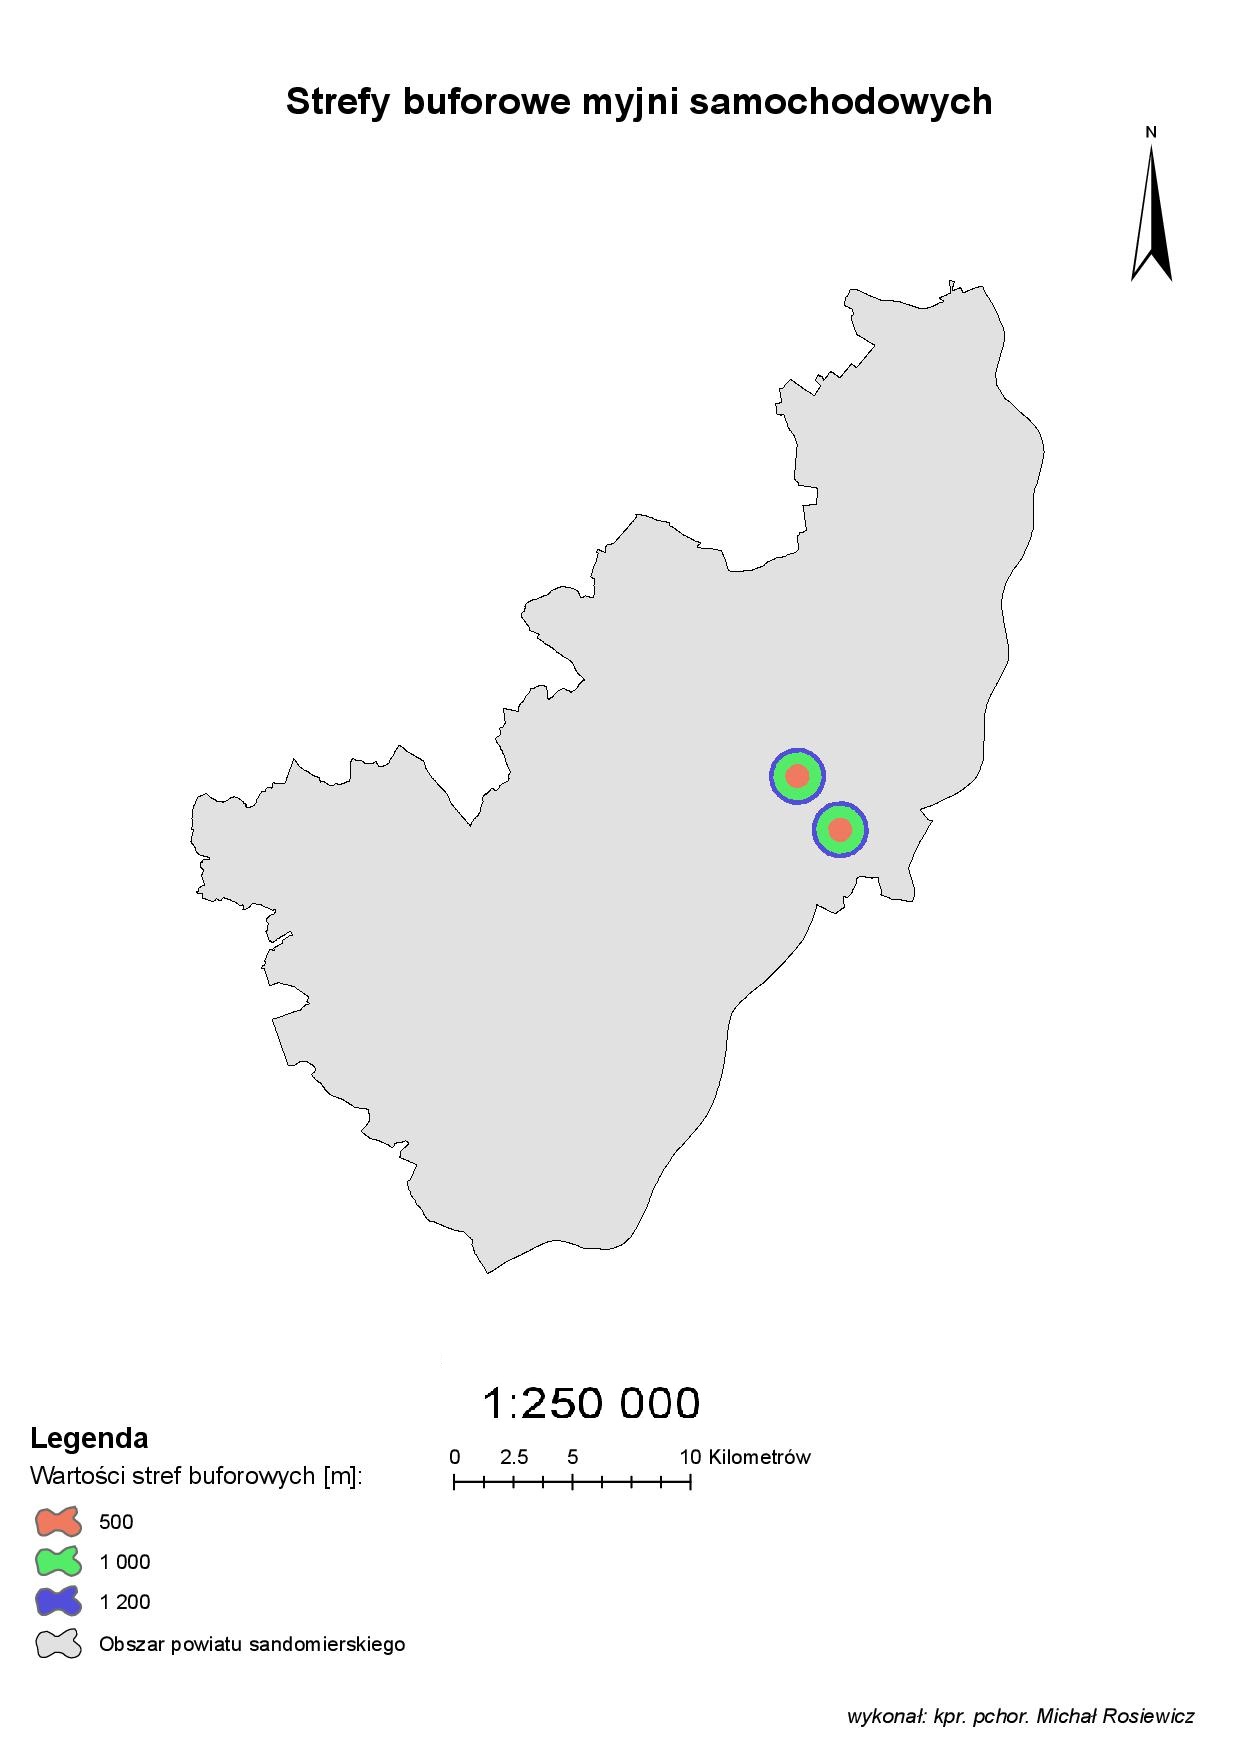 Strefy buforowe myjni samochodowych
N
1:250 000
0 2.5 5 10 Kilometrów
Legenda
Wartości stref buforowych [m]:
500
1 000
1 200
Obszar powiatu sandomierskiego
wykonał: kpr. pchor. Michał Rosiewicz